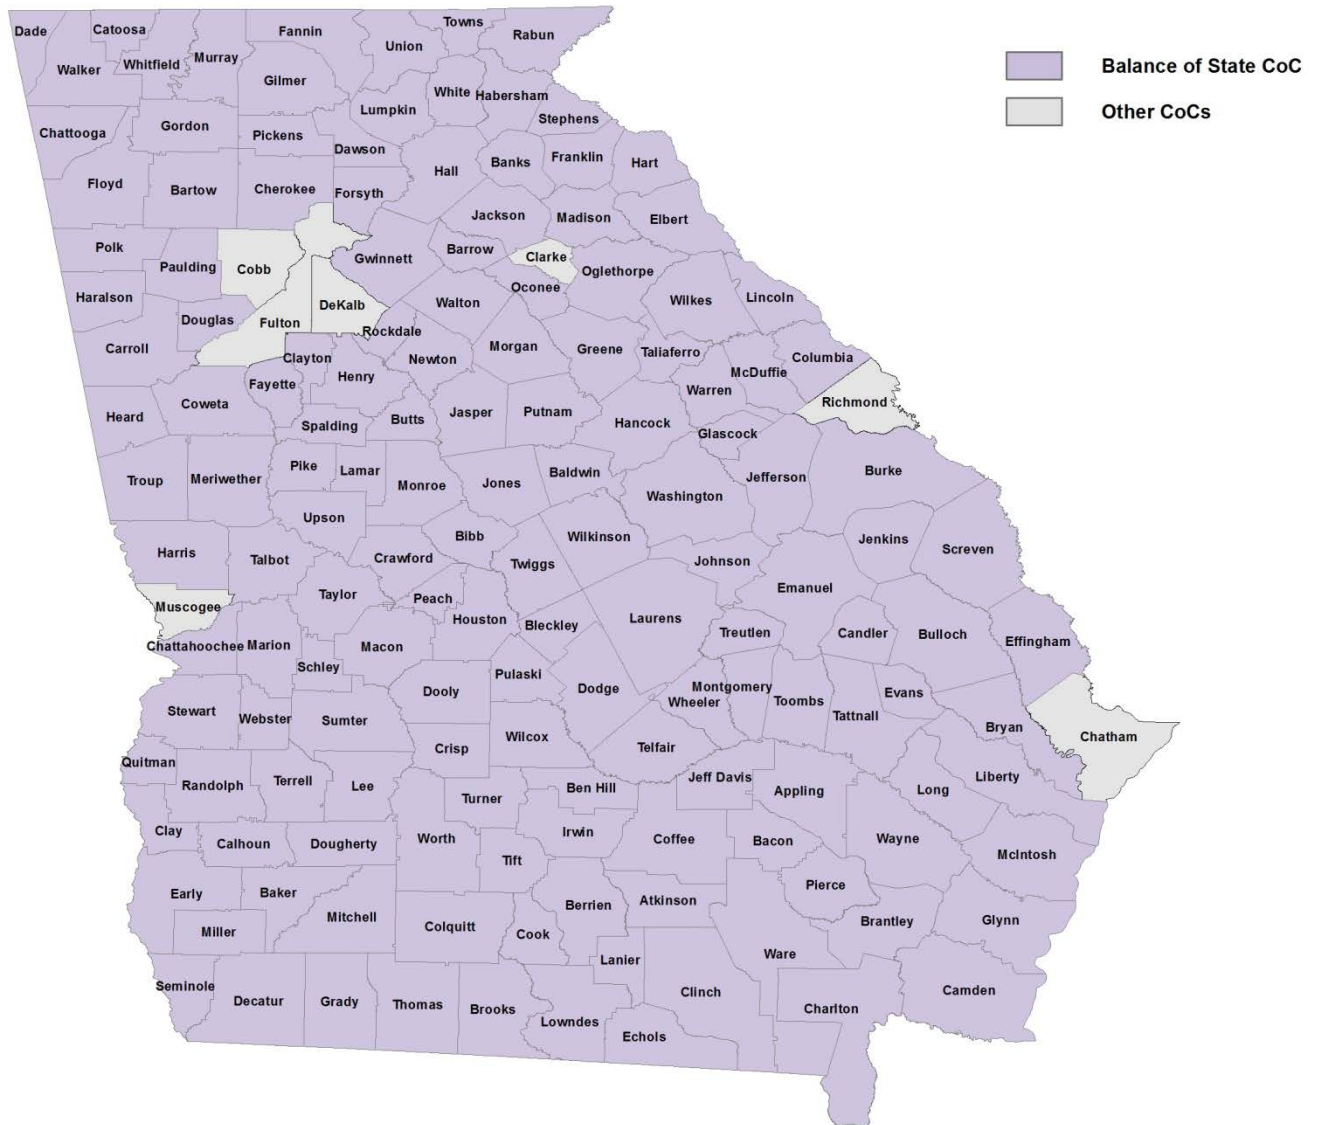 Balance of State CoC
Other CoCs
Dade
Catoosa
Fannin
Towns
Rabun
Union
Walker
Whitfield
Murray
Gilmer
White
Habersham
Lumpkin
Stephens
Chattooga
Gordon
Pickens
Dawson
Hall
Banks
Franklin
Hart
Floyd
Bartow
Cherokee
Forsyth
Jackson
Madison
Elbert
Polk
Paulding
Cobb
Gwinnett
Barrow
Clarke
Oglethorpe
Oconee
Haralson
Douglas
Fulton
DeKalb
Walton
Wilkes
Lincoln
Rockdale
Carroll
Clayton
Newton
Morgan
Greene
Taliaferro
Columbia
McDuffie
Fayette
Henry
Warren
Richmond
Heard
Coweta
Spalding
Butts
Jasper
Putnam
Hancock
Glascock
Troup
Meriwether
Pike
Lamar
Monroe
Jones
Baldwin
Washington
Jefferson
Burke
Upson
Harris
Talbot
Crawford
Bibb
Twiggs
Wilkinson
Johnson
Jenkins
Screven
Emanuel
Muscogee
Taylor
Peach
Houston
Bleckley
Laurens
Treutlen
Candler
Bulloch
Effingham
Chattahoochee
Marion
Macon
Schley
Dooly
Pulaski
Dodge
Wheeler
Montgomery
Toombs
Tattnall
Evans
Bryan
Chatham
Stewart
Webster
Sumter
Crisp
Wilcox
Telfair
Quitman
Randolph
Terrell
Lee
Turner
Ben Hill
Jeff Davis
Appling
Long
Liberty
Clay
Calhoun
Dougherty
Worth
Tift
Irwin
Coffee
Bacon
Wayne
McIntosh
Early
Baker
Mitchell
Miller
Colquitt
Cook
Berrien
Atkinson
Pierce
Brantley
Glynn
Lanier
Ware
Seminole
Decatur
Grady
Thomas
Brooks
Lowndes
Echols
Clinch
Charlton
Camden